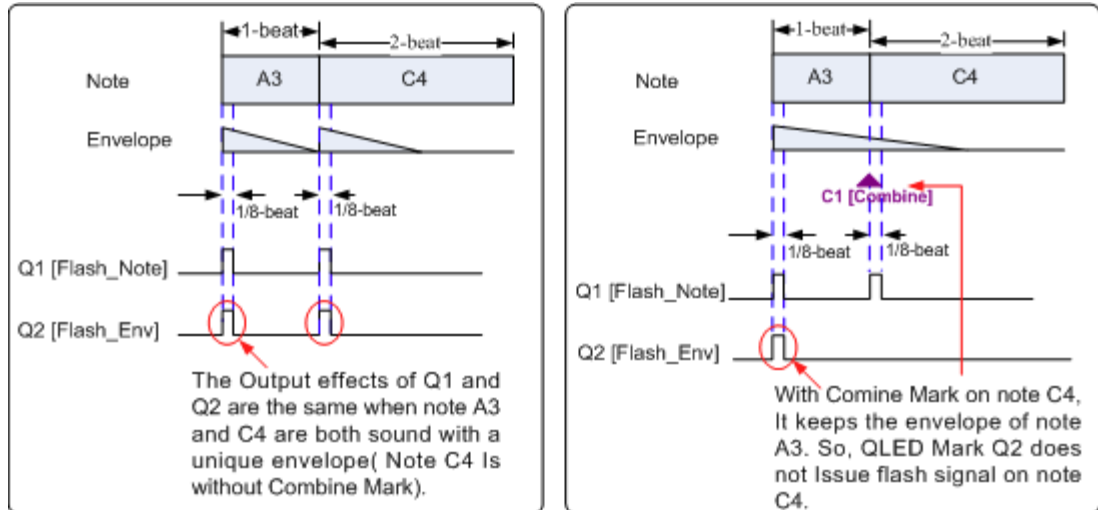 1-beat
2-beat
Note
A3
C4
Envelope
1/8-beat
1/8-beat
Q1 [Flash_Note]
Q2 [Flash_Env]
The Output effects of Q1 and
Q2 are the same when note A3
and C4 are both sound with a
unique envelope( Note C4 Is
without Combine Mark).
1-beat
2-beat
Note
A3
C4
Envelope
C1 [Combine]
1/8-beat
1/8-beat
Q1 [Flash_Note]
Q2 [Flash_Env]
With Comine Mark on note C4,
It keeps the envelope of note
A3. So, QLED Mark Q2 does
not Issue flash signal on note
C4.